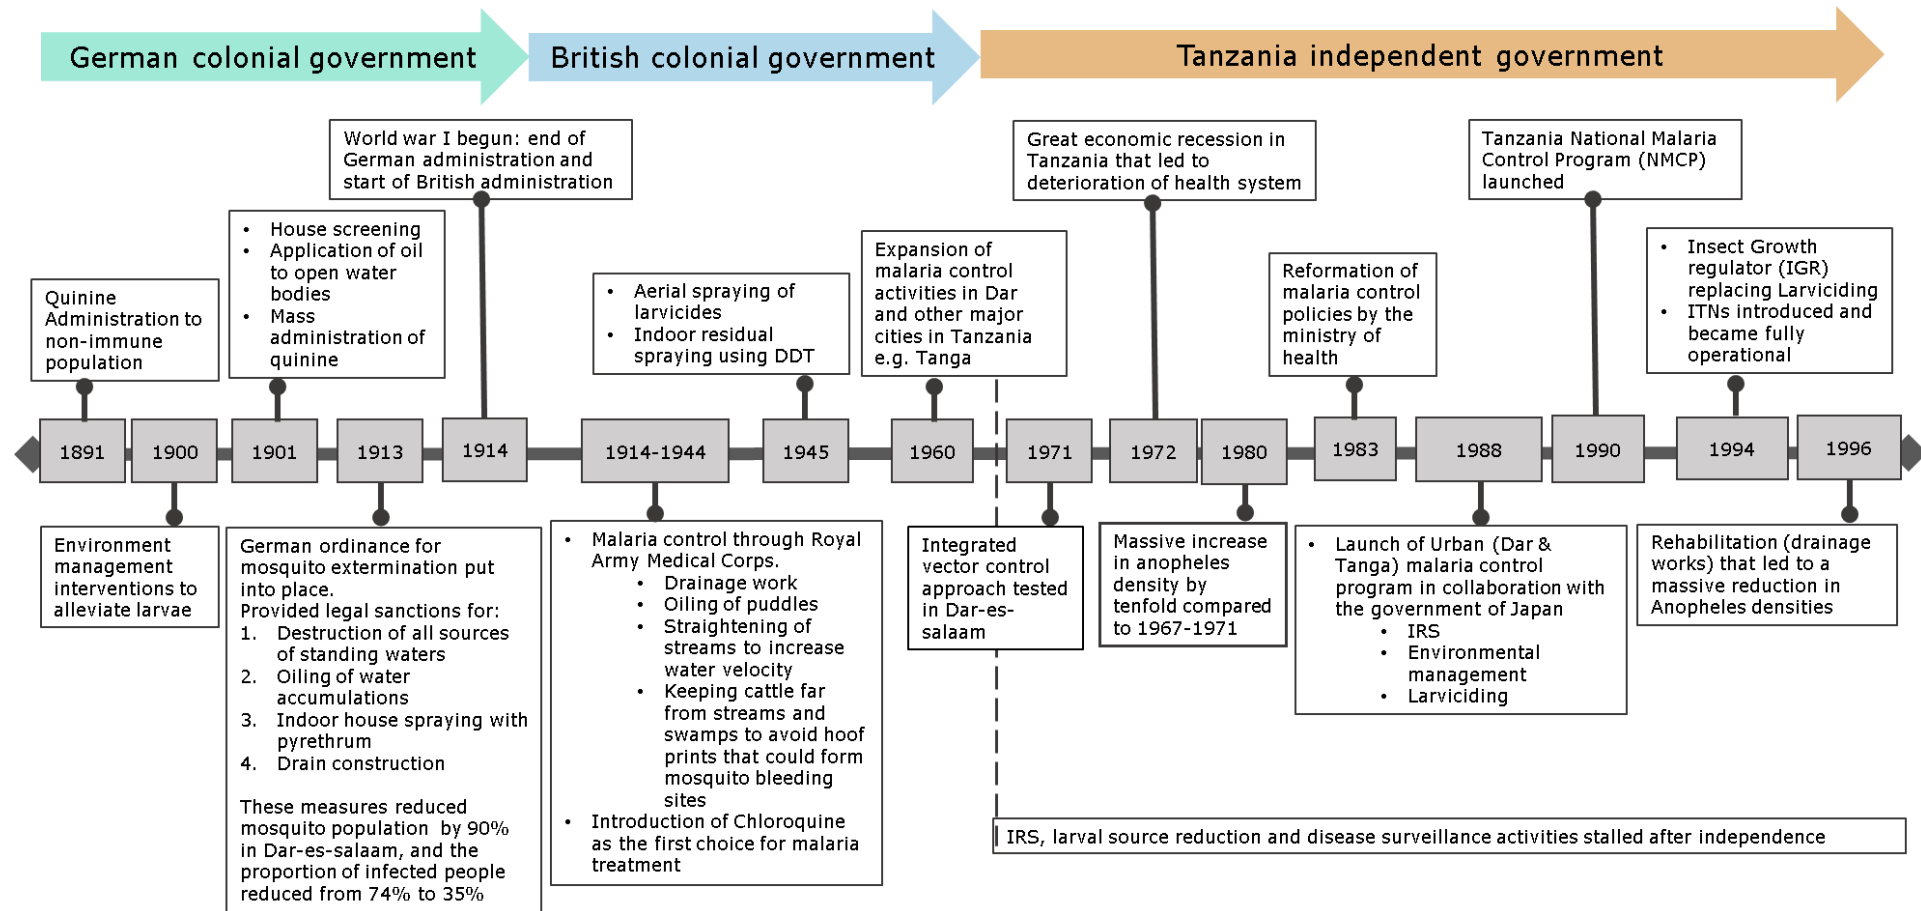 German colonial government
British colonial government
Tanzania independent government
World war I begun: end of
German administration and
start of British administration
Great economic recession in
Tanzania that led to
deterioration of health system
Tanzania National Malaria
Control Program (NMCP)
launched
Quinine
Administration to
non-immune
population
• House screening
• Application of oil
to open water
bodies
• Mass
administration of
quinine
• Aerial spraying of
larvicides
• Indoor residual
spraying using DDT
Expansion of
malaria control
activities in Dar
and other major
cities in Tanzania
e.g. Tanga
Reformation of
malaria control
policies by the
ministry of
health
• Insect Growth
regulator (IGR)
replacing Larviciding
• ITNs introduced and
became fully
operational
1891
1900
1901
1913
1914
1914-1944
1945
1960
1971
1972
1980
1983
1988
1990
1994
1996
Environment
management
interventions to
alleviate larvae
German ordinance for
mosquito extermination put
into place.
Provided legal sanctions for:
1. Destruction of all sources
of standing waters
2. Oiling of water
accumulations
3. Indoor house spraying with
pyrethrum
4. Drain construction
These measures reduced
mosquito population by 90%
in Dar-es-salaam, and the
proportion of infected people
reduced from 74% to 35%
• Malaria control through Royal
Army Medical Corps.
• Drainage work
• Oiling of puddles
• Straightening of
streams to increase
water velocity
• Keeping cattle far
from streams and
swamps to avoid hoof
prints that could form
mosquito bleeding
sites
• Introduction of Chloroquine
as the first choice for malaria
treatment
Integrated
vector control
approach tested
in Dar-es-
salaam
Massive increase
in anopheles
density by
tenfold compared
to 1967-1971
• Launch of Urban (Dar &
Tanga) malaria control
program in collaboration with
the government of Japan
• IRS
• Environmental
management
• Larviciding
Rehabilitation (drainage
works) that led to a
massive reduction in
Anopheles densities
IRS, larval source reduction and disease surveillance activities stalled after independence